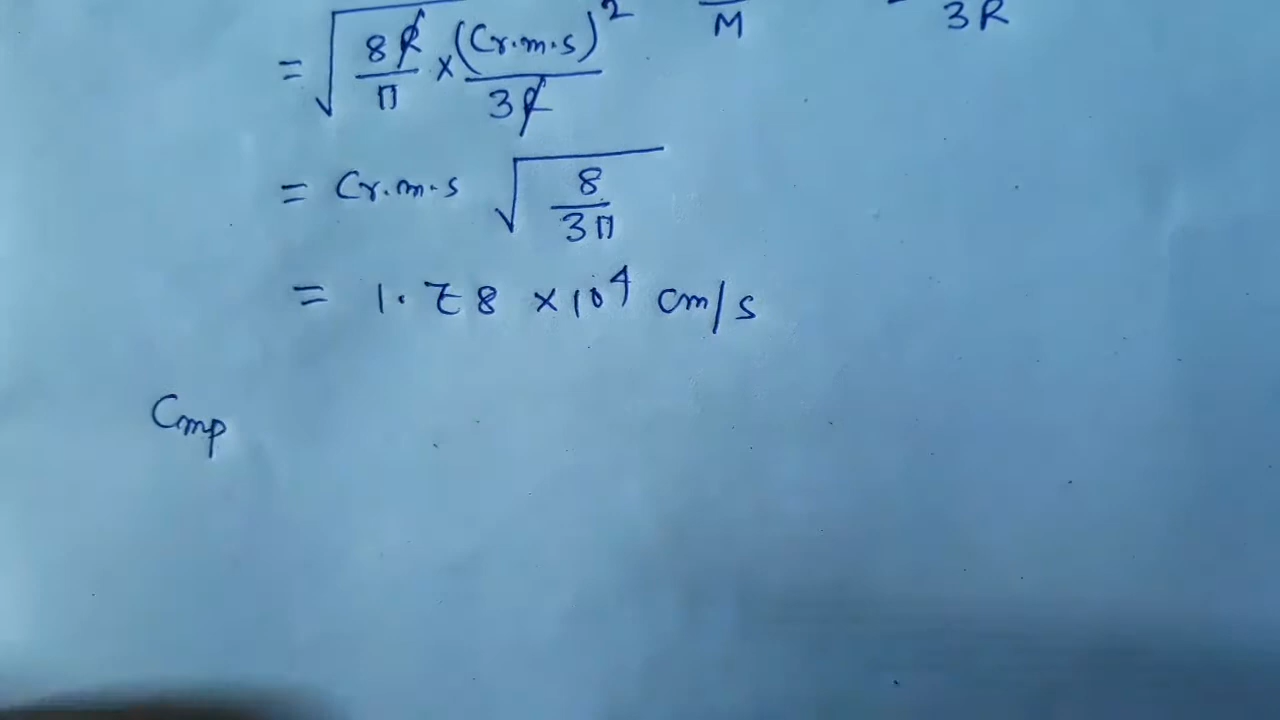 = √(8R/π × (Cr.m.s)²/3R) M 3R
= Cr.m.s √(8/3π)
= 1.78 × 10⁴ cm/s
Cmp